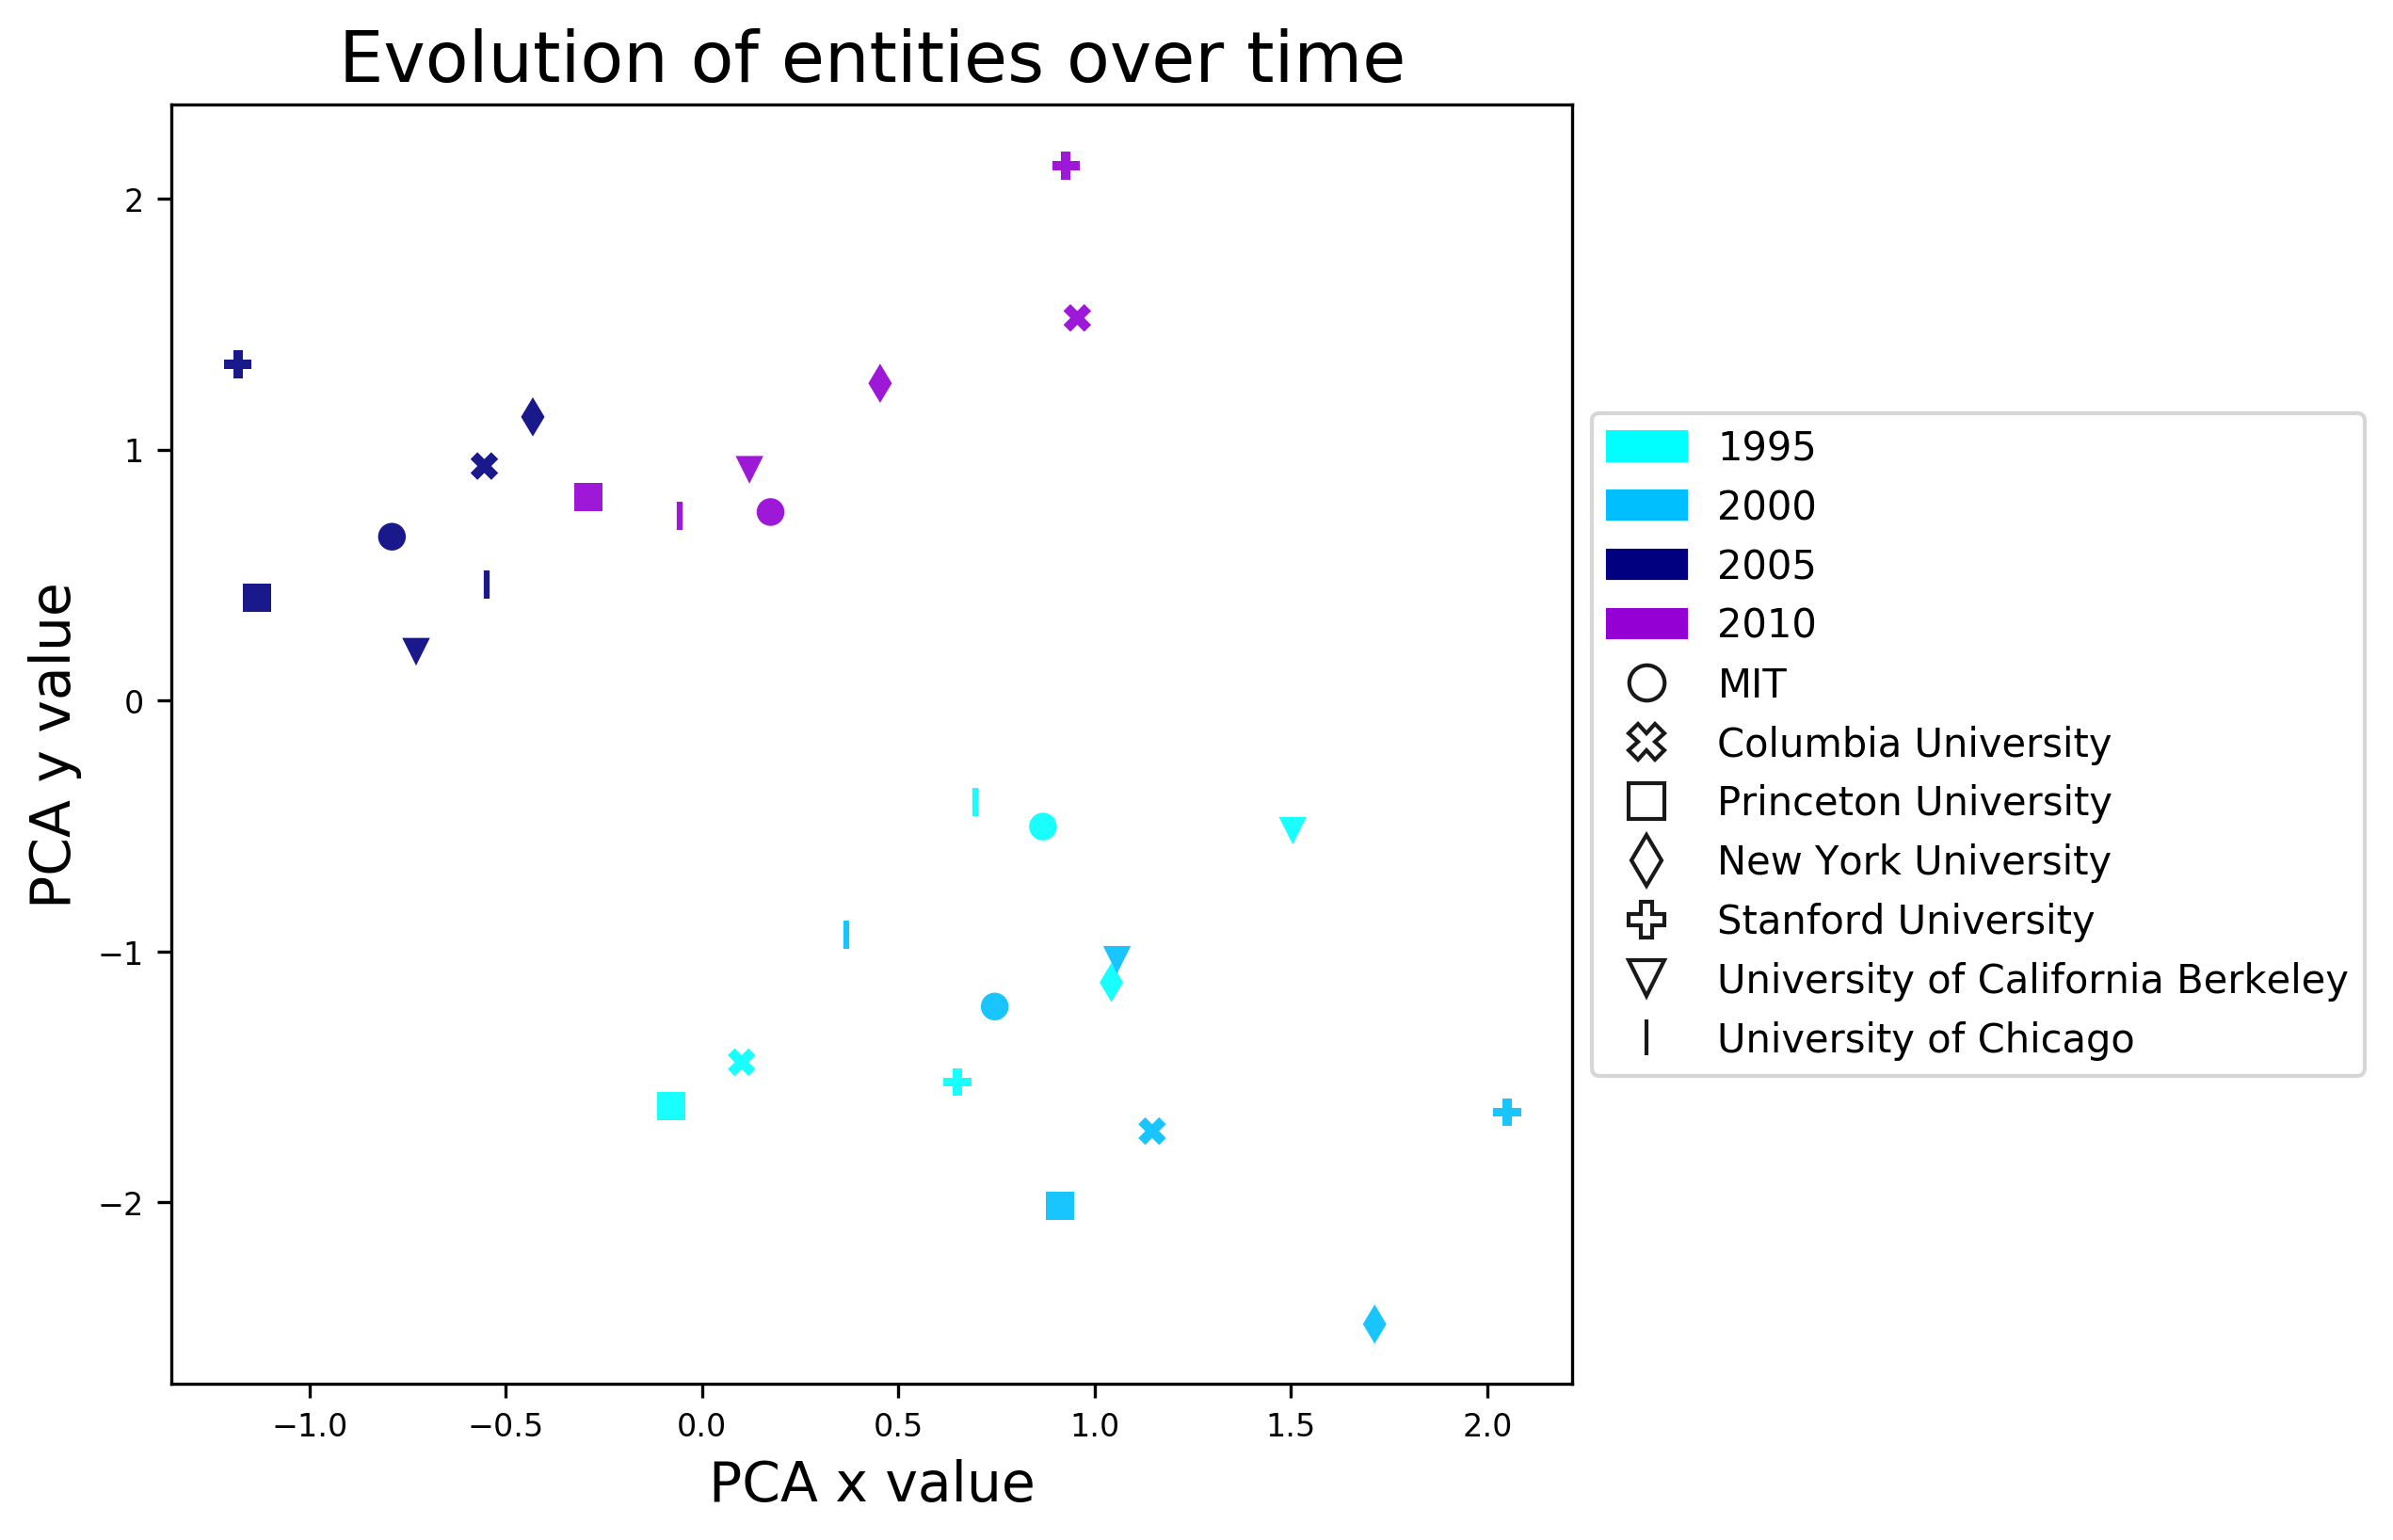 Evolution of entities over time
PCA y value
2
1
0
−1
−2
−1.0 −0.5 0.0 0.5 1.0 1.5 2.0
PCA x value
1995
2000
2005
2010
MIT
Columbia University
Princeton University
New York University
Stanford University
University of California Berkeley
University of Chicago